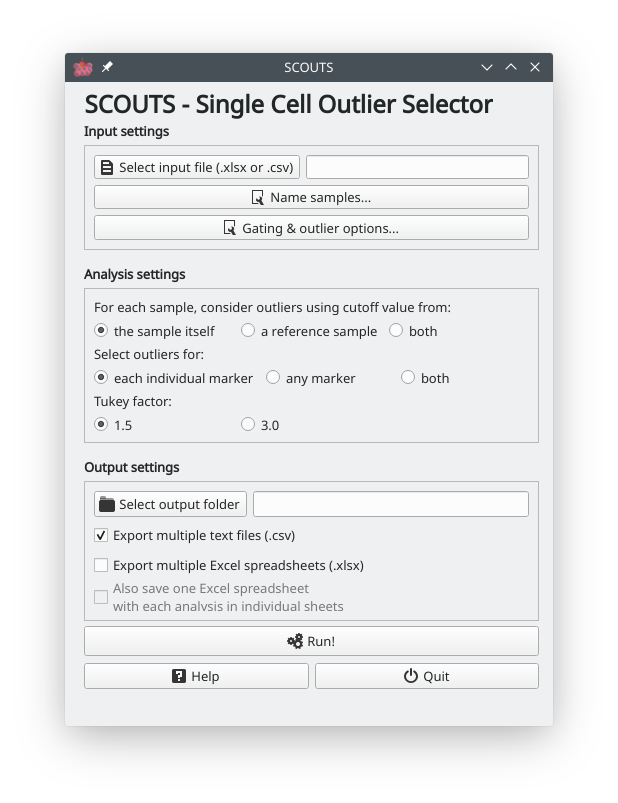 SCOUTS
SCOUTS - Single Cell Outlier Selector
Input settings
Select input file (.xlsx or .csv)
Name samples...
Gating & outlier options...
Analysis settings
For each sample, consider outliers using cutoff value from:
the sample itself a reference sample both
Select outliers for:
each individual marker any marker both
Tukey factor:
1.5 3.0
Output settings
Select output folder
Export multiple text files (.csv)
Export multiple Excel spreadsheets (.xlsx)
Also save one Excel spreadsheet
with each analysis in individual sheets
Run!
Help Quit